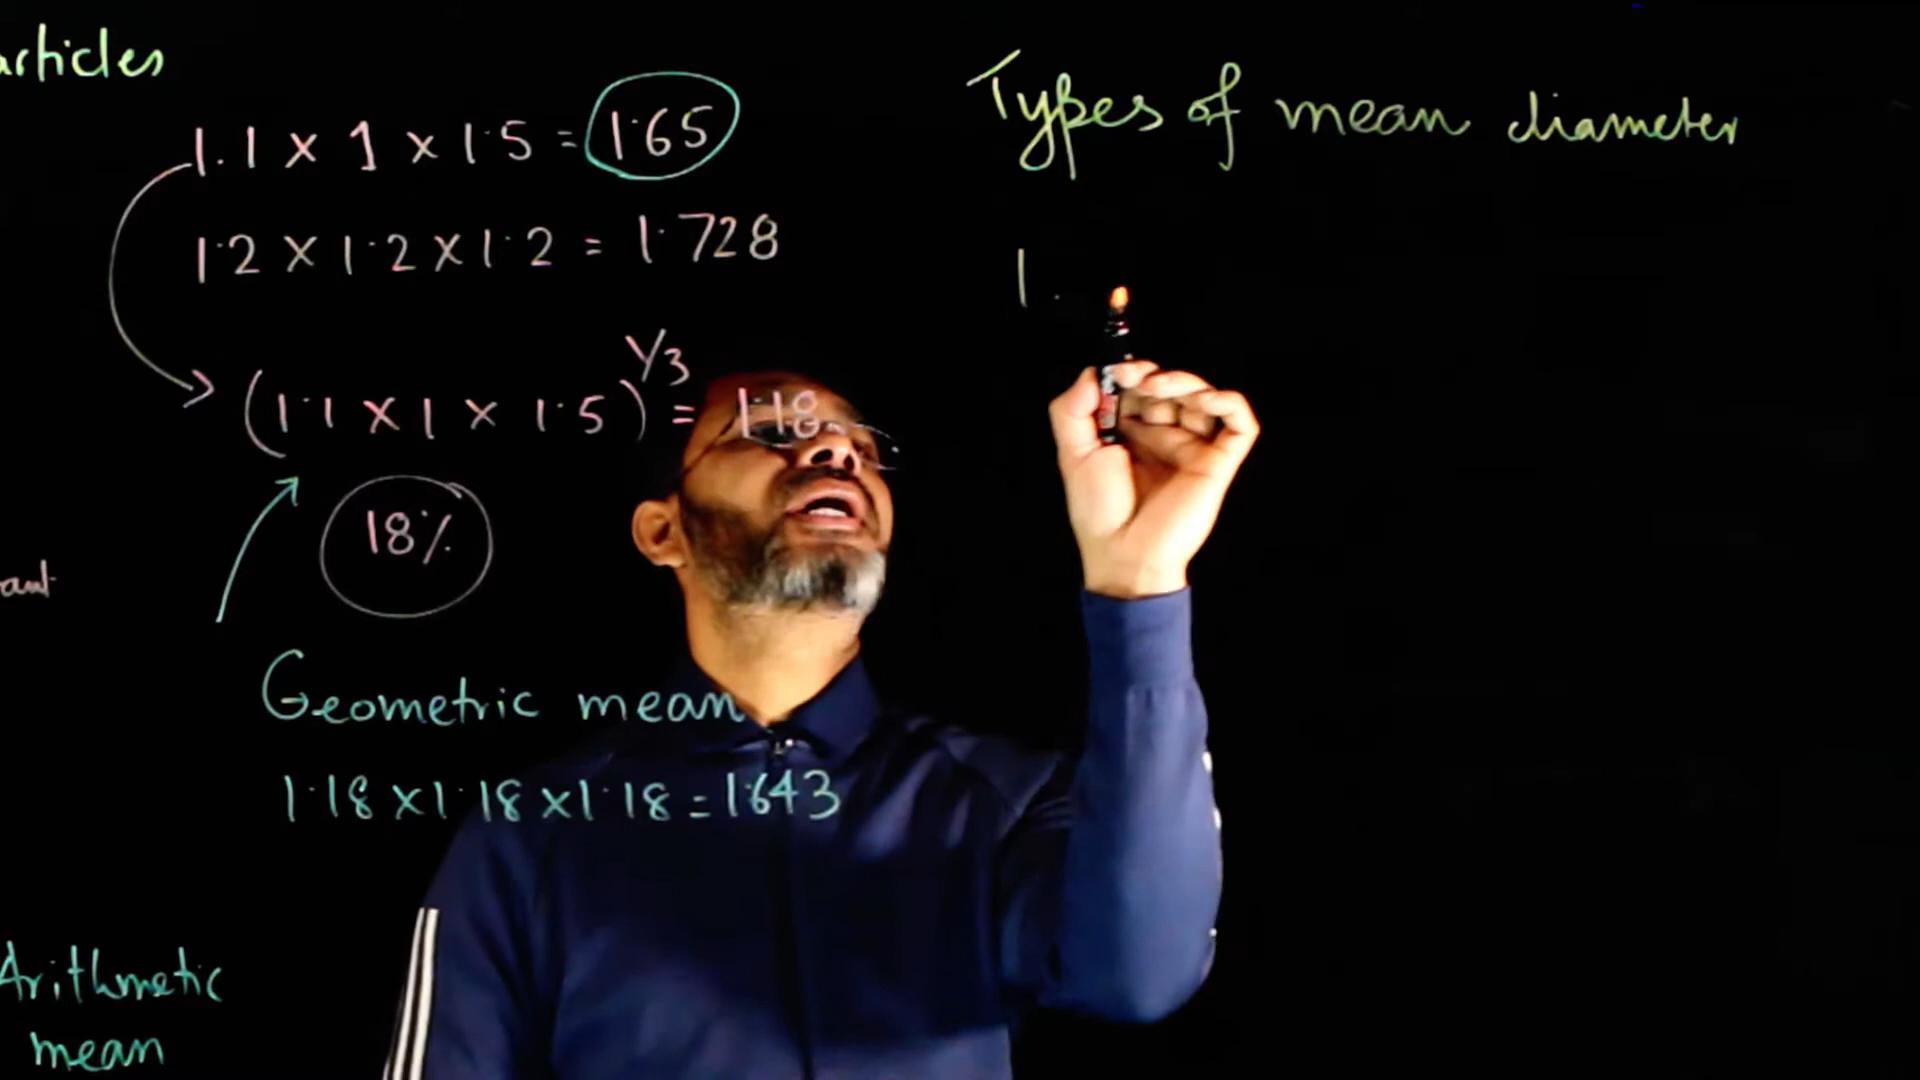 articles
1.1 x 1 x 1.5 = 1.65
1.2 x 1.2 x 1.2 = 1.728
(1.1 x 1 x 1.5)^1/3 = 1.18
18%
Geometric mean
1.18 x 1.18 x 1.18 = 1.643
Arithmetic
mean
Types of mean diameter
1.